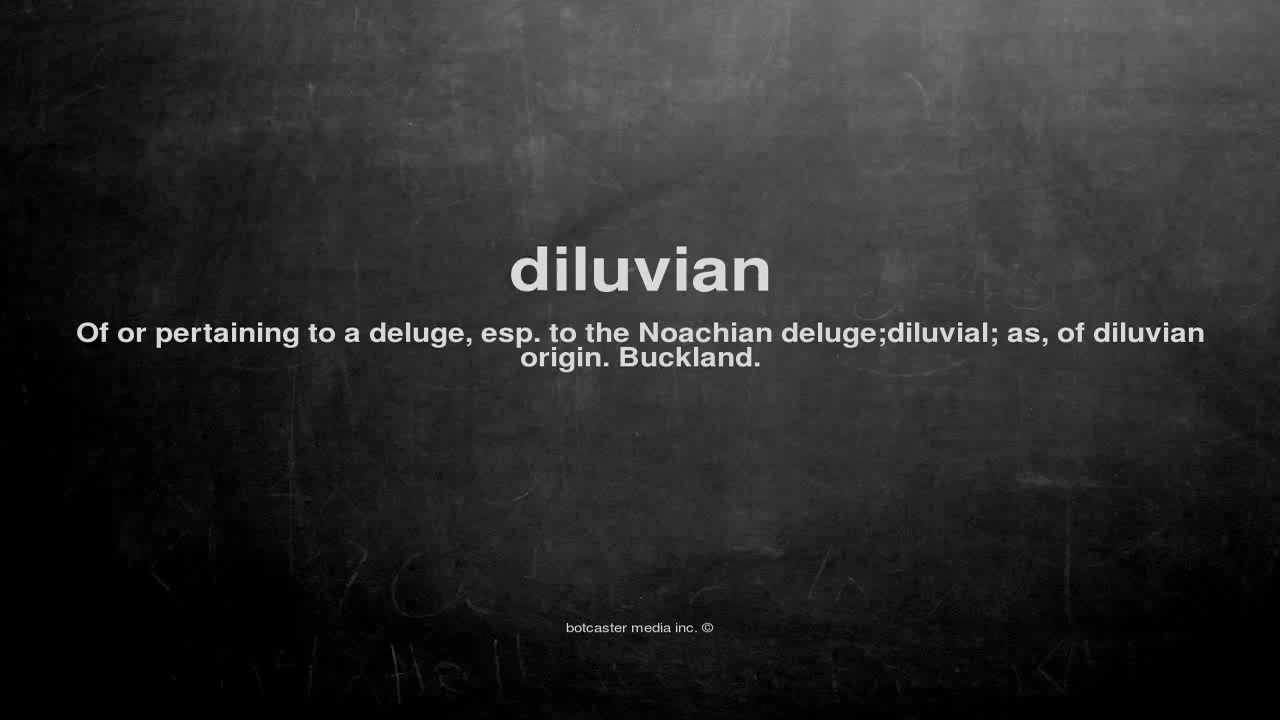 diluvian
Of or pertaining to a deluge, esp. to the Noachian deluge;diluvial; as, of diluvian
origin. Buckland.
botcaster media inc. ©